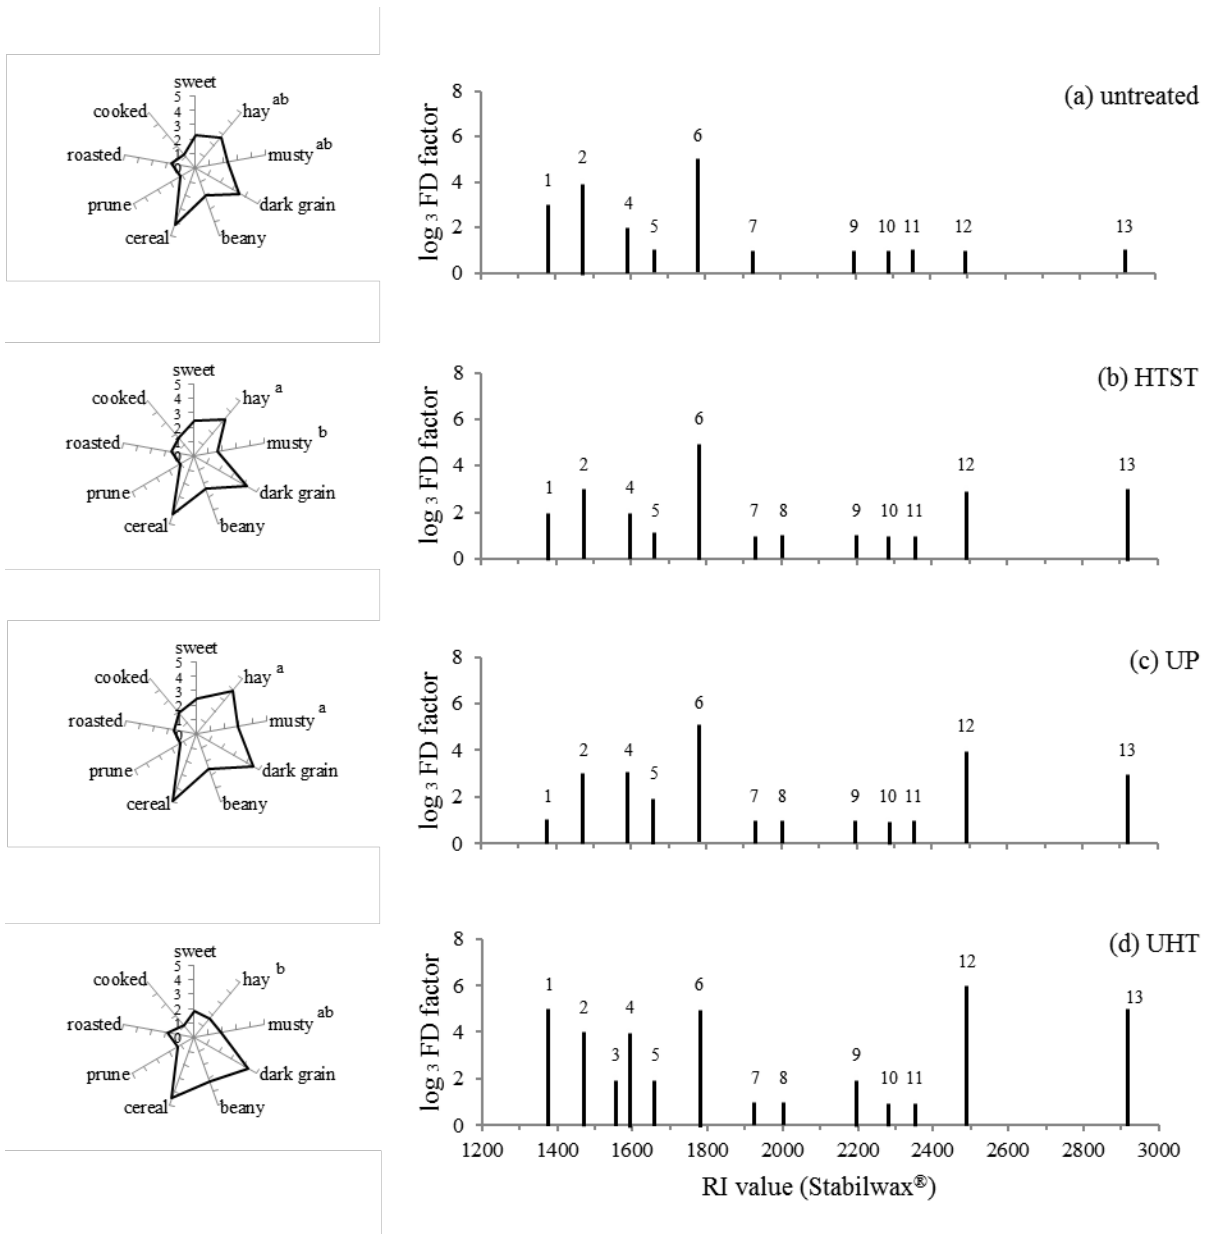 sweet
5
4
3
2
1
0
cooked
hay ab
roasted
musty ab
prune
dark grain
cereal
beany
(a) untreated
log 3 FD factor
8
6
4
2
0
1
2
4
5
6
7
9
10
11
12
13
sweet
5
4
3
2
1
0
cooked
hay a
roasted
musty b
prune
dark grain
cereal
beany
(b) HTST
log 3 FD factor
8
6
4
2
0
1
2
4
5
6
7
8
9
10
11
12
13
sweet
5
4
3
2
1
0
cooked
hay a
roasted
musty a
prune
dark grain
cereal
beany
(c) UP
log 3 FD factor
8
6
4
2
0
1
2
4
5
6
7
8
9
10
11
12
13
sweet
5
4
3
2
1
0
cooked
hay b
roasted
musty ab
prune
dark grain
cereal
beany
(d) UHT
log 3 FD factor
8
6
4
2
0
1
2
3
4
5
6
7
8
9
10
11
12
13
1200 1400 1600 1800 2000 2200 2400 2600 2800 3000
RI value (Stabilwax®)